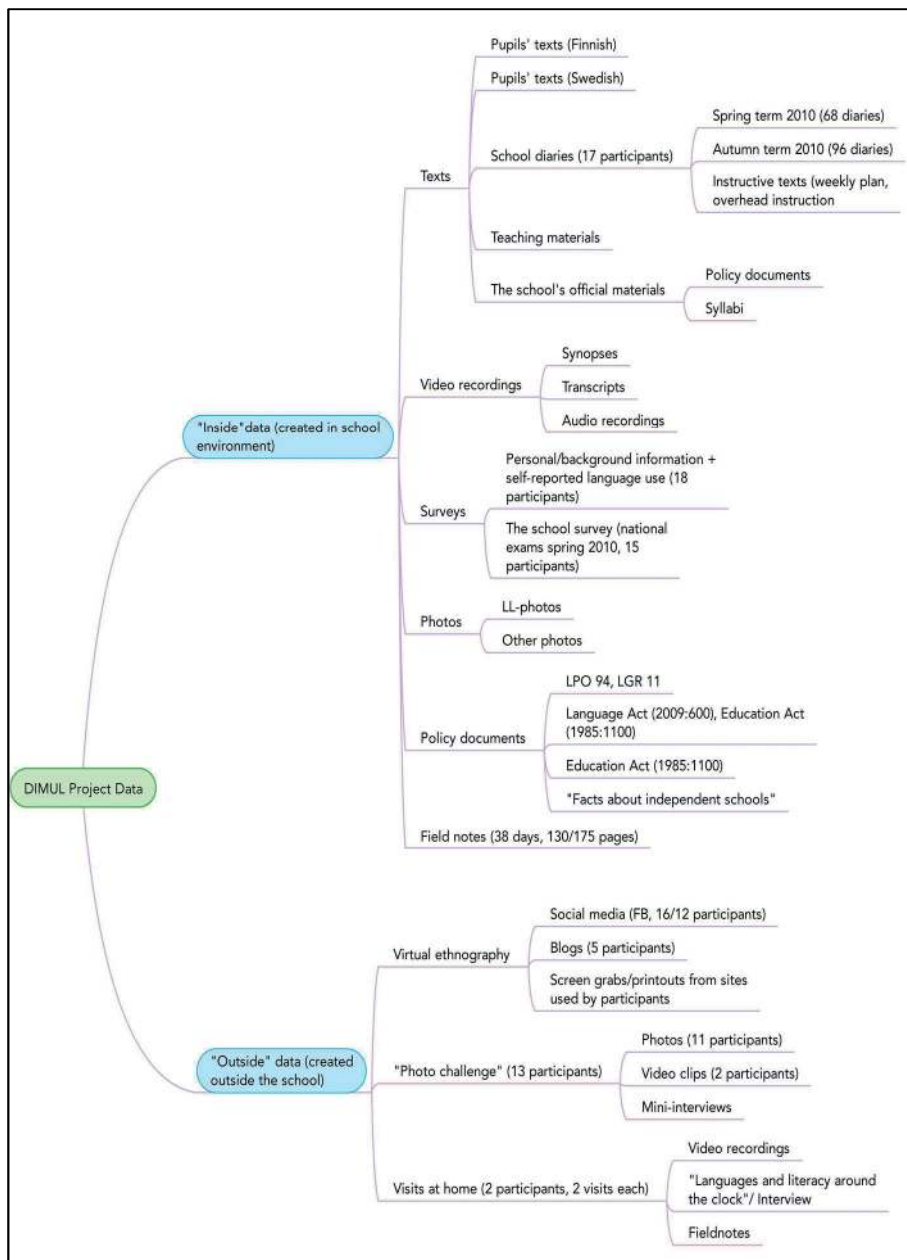 Pupils' texts (Finnish)
Pupils' texts (Swedish)
Spring term 2010 (68 diaries)
School diaries (17 participants)
Autumn term 2010 (96 diaries)
Texts
Instructive texts (weekly plan,
overhead instruction
Teaching materials
The school's official materials
Policy documents
Syllabi
Synopses
Video recordings
Transcripts
Audio recordings
"Inside"data (created in school
environment)
Personal/background information +
self-reported language use (18
participants)
Surveys
The school survey (national
exams spring 2010, 15
participants)
LL-photos
Photos
Other photos
LPO 94, LGR 11
Language Act (2009:600), Education Act
(1985:1100)
Policy documents
Education Act (1985:1100)
"Facts about independent schools"
DIMUL Project Data
Field notes (38 days, 130/175 pages)
Social media (FB, 16/12 participants)
Virtual ethnography
Blogs (5 participants)
Screen grabs/printouts from sites
used by participants
"Outside" data (created
outside the school)
Photos (11 participants)
"Photo challenge" (13 participants)
Video clips (2 participants)
Mini-interviews
Video recordings
Visits at home (2 participants, 2 visits each)
"Languages and literacy around
the clock"/ Interview
Fieldnotes